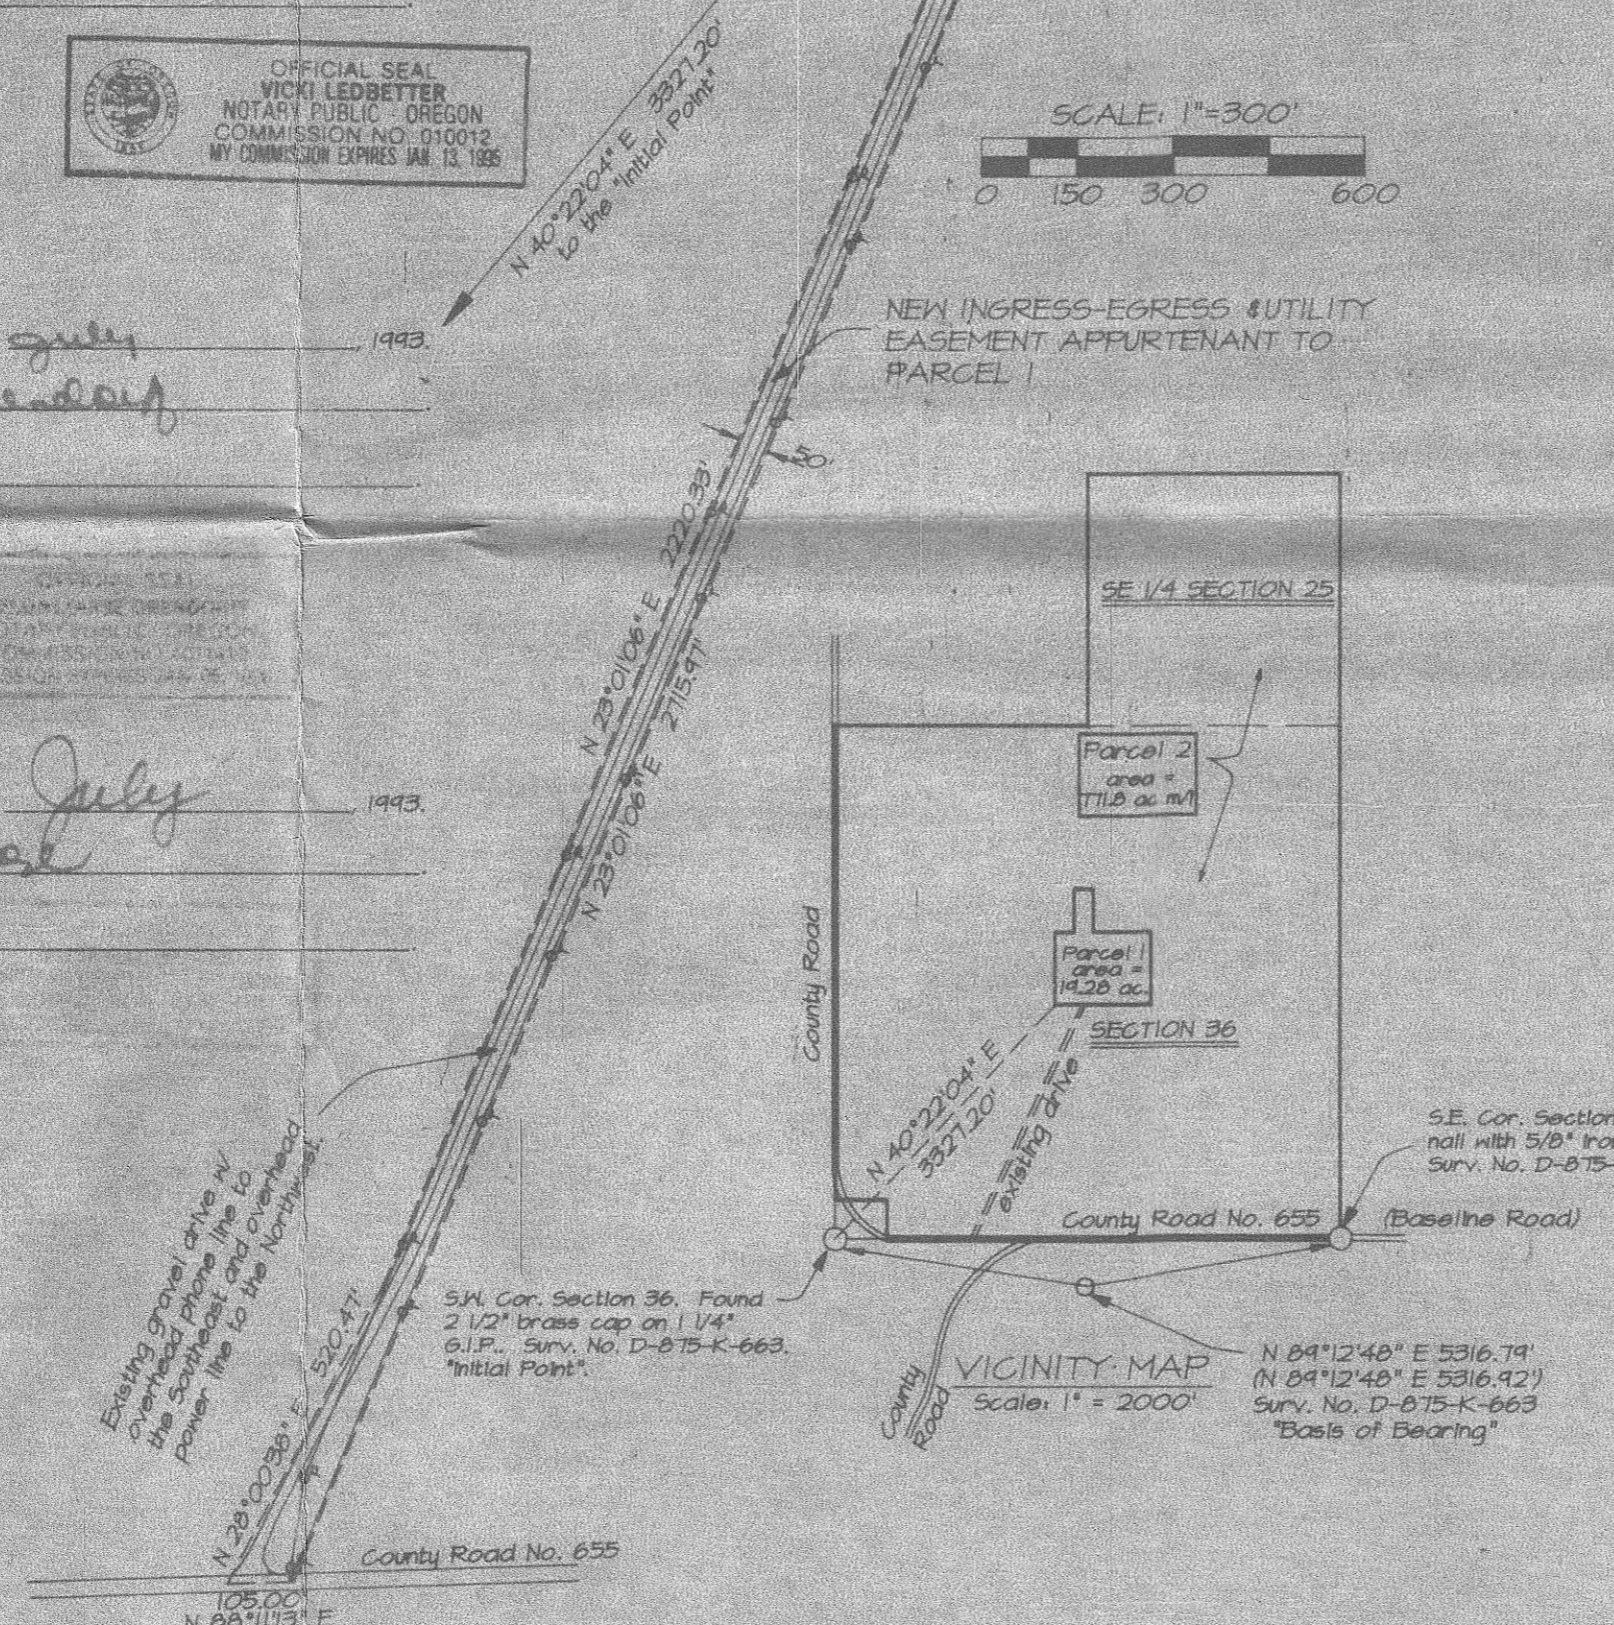 OFFICIAL SEAL
VICKI LEDBETTER
NOTARY PUBLIC - OREGON
COMMISSION NO. 010012
MY COMMISSION EXPIRES JAN. 13, 1995
N 40°22'04" E 3327.20'
to the "Initial Point"
SCALE: 1"=300'
0 150 300 600
July, 1993.
NEW INGRESS-EGRESS & UTILITY
EASEMENT APPURTENANT TO
PARCEL 1
50'
N 23°01'06" E 2220.33'
N 23°01'06" E 2715.97'
July, 1993.
SE 1/4 SECTION 25
Parcel 2
area =
771.8 ac m/l
County Road
Parcel 1
area =
19.28 ac.
SECTION 36
N 40°22'04" E
3327.20'
existing drive
S.E. Cor. Section
nail with 5/8"
Surv. No. D-875-
County Road No. 655 (Baseline Road)
S.W. Cor. Section 36. Found
2 1/2" brass cap on 1 1/4"
G.I.P.. Surv. No. D-875-K-663.
"Initial Point".
Existing gravel drive w/
overhead phone line to
the Southeast and overhead
power line to the Northwest.
N 28°00'38" E 520.47'
VICINITY MAP
Scale: 1" = 2000'
County
Road
N 89°12'48" E 5316.79'
(N 89°12'48" E 5316.92')
Surv. No. D-875-K-663
"Basis of Bearing"
County Road No. 655
105.00'
N 88°11'13" E